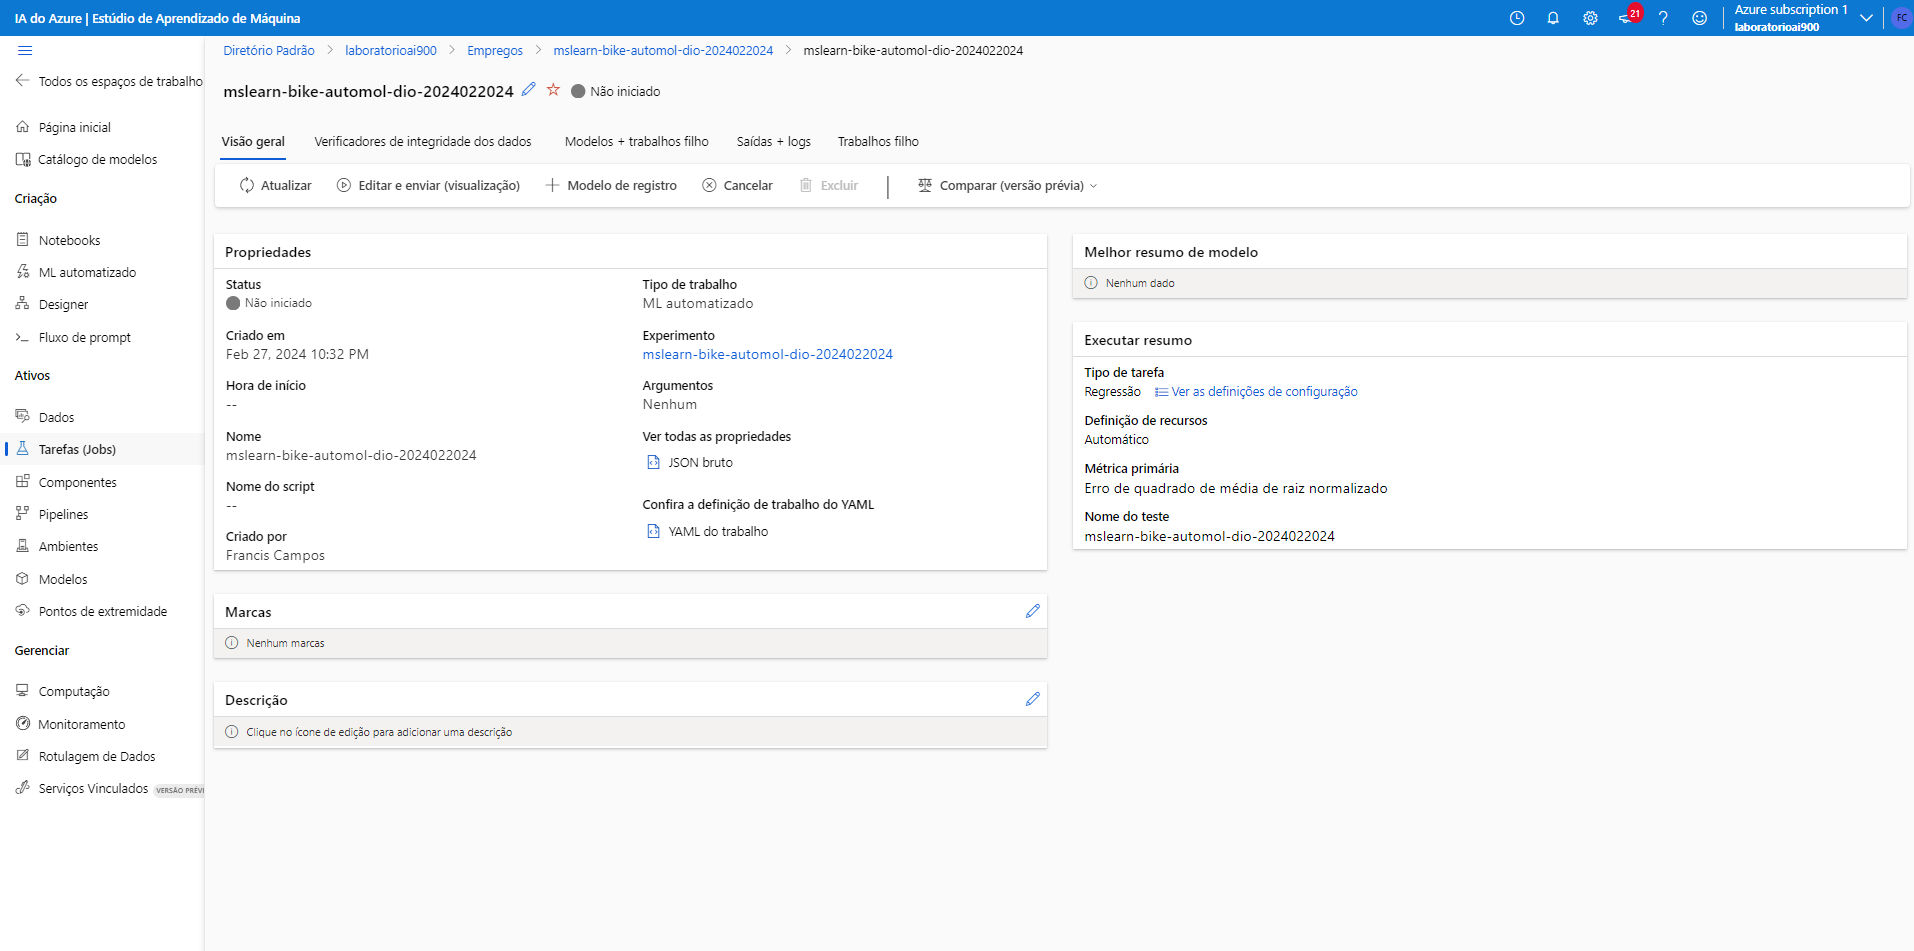 IA do Azure | Estúdio de Aprendizado de Máquina
21
Azure subscription 1
laboratorioai900
FC
Todos os espaços de trabalho
Página inicial
Catálogo de modelos
Criação
Notebooks
ML automatizado
Designer
Fluxo de prompt
Ativos
Dados
Tarefas (Jobs)
Componentes
Pipelines
Ambientes
Modelos
Pontos de extremidade
Gerenciar
Computação
Monitoramento
Rotulagem de Dados
Serviços Vinculados VERSÃO PRÉVI
Diretório Padrão > laboratorioai900 > Empregos > mslearn-bike-automol-dio-2024022024 > mslearn-bike-automol-dio-2024022024
mslearn-bike-automol-dio-2024022024 Não iniciado
Visão geral Verificadores de integridade dos dados Modelos + trabalhos filho Saídas + logs Trabalhos filho
Atualizar Editar e enviar (visualização) Modelo de registro Cancelar Excluir Comparar (versão prévia)
Propriedades
Status
Não iniciado
Criado em
Feb 27, 2024 10:32 PM
Hora de início
--
Nome
mslearn-bike-automol-dio-2024022024
Nome do script
--
Criado por
Francis Campos
Tipo de trabalho
ML automatizado
Experimento
mslearn-bike-automol-dio-2024022024
Argumentos
Nenhum
Ver todas as propriedades
JSON bruto
Confira a definição de trabalho do YAML
YAML do trabalho
Marcas
Nenhum marcas
Descrição
Clique no ícone de edição para adicionar uma descrição
Melhor resumo de modelo
Nenhum dado
Executar resumo
Tipo de tarefa
Regressão Ver as definições de configuração
Definição de recursos
Automático
Métrica primária
Erro de quadrado de média de raiz normalizado
Nome do teste
mslearn-bike-automol-dio-2024022024